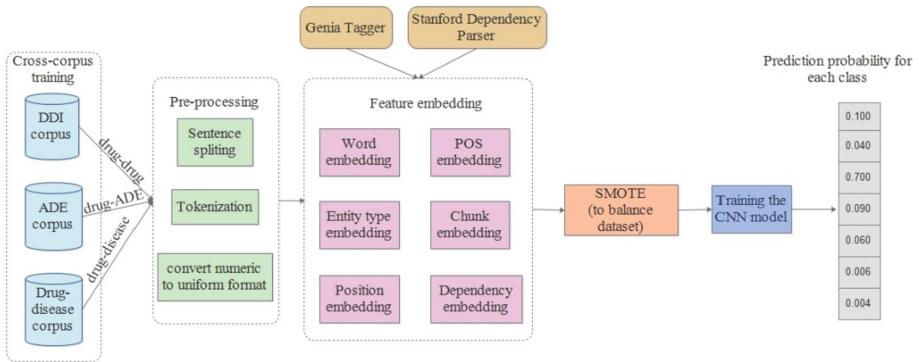 Genia Tagger
Stanford Dependency
Parser
Cross-corpus
training
DDI
corpus
ADE
corpus
Drug-
disease
corpus
drug-drug
drug-ADE
drug-disease
Pre-processing
Sentence
spliting
Tokenization
convert numeric
to uniform format
Feature embedding
Word
embedding
POS
embedding
Entity type
embedding
Chunk
embedding
Position
embedding
Dependency
embedding
SMOTE
(to balance
dataset)
Training the
CNN model
Prediction probability for
each class
0.100
0.040
0.700
0.090
0.060
0.006
0.004